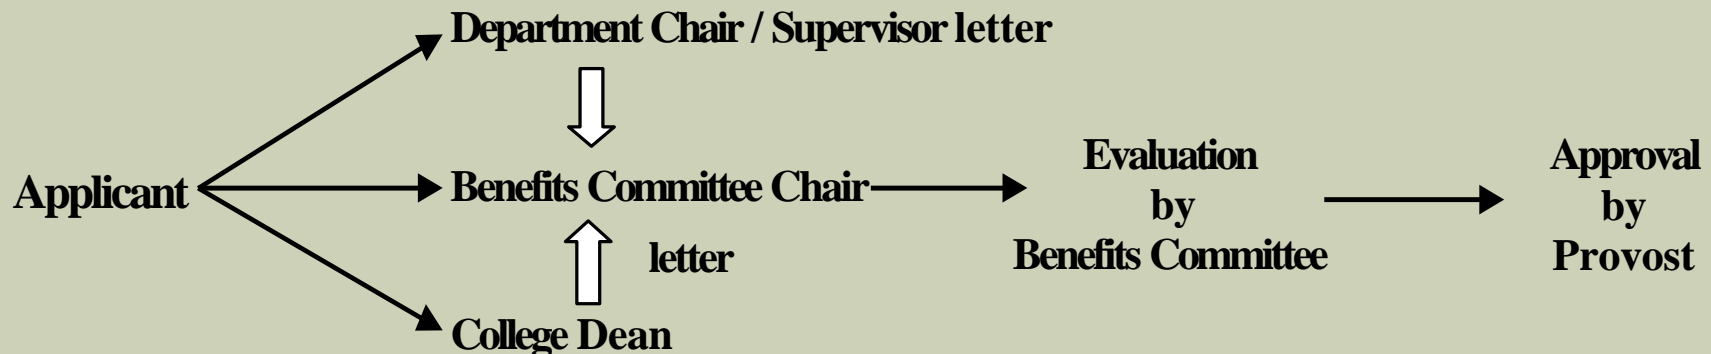 Department Chair / Supervisor letter
Applicant
Benefits Committee Chair
letter
College Dean
Evaluation
by
Benefits Committee
Approval
by
Provost